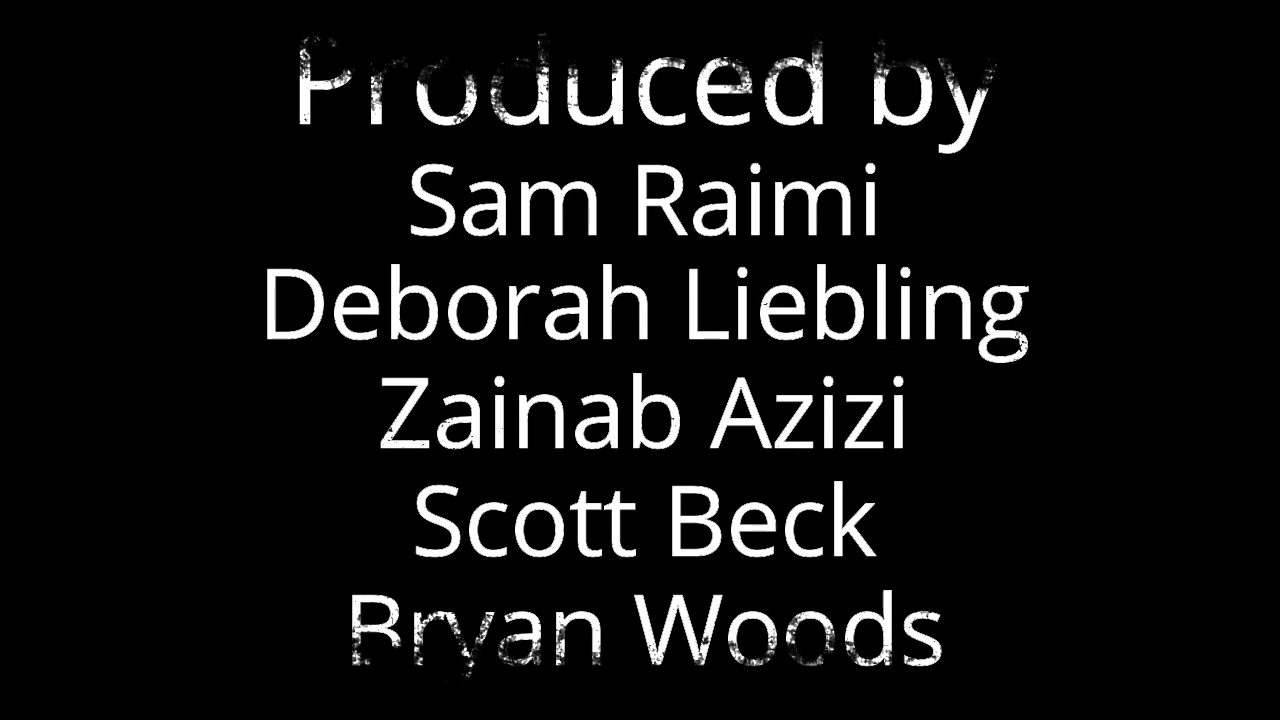 Produced by
Sam Raimi
Deborah Liebling
Zainab Azizi
Scott Beck
Bryan Woods